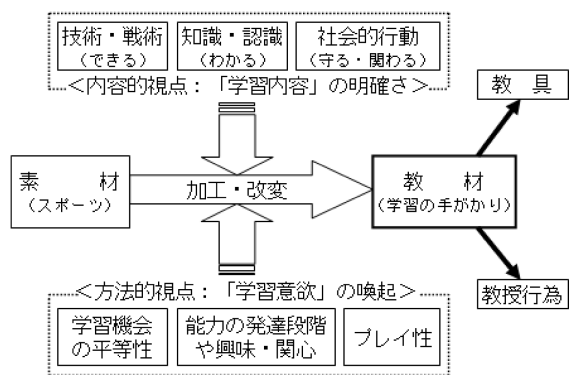 技術・戦術
(できる)
知識・認識
(わかる)
社会的行動
(守る・関わる)
<内容的視点:「学習内容」の明確さ>
教 具
素 材
(スポーツ)
加工・改変
教 材
(学習の手がかり)
教授行為
<方法的視点:「学習意欲」の喚起>
学習機会
の平等性
能力の発達段階
や興味・関心
プレイ性